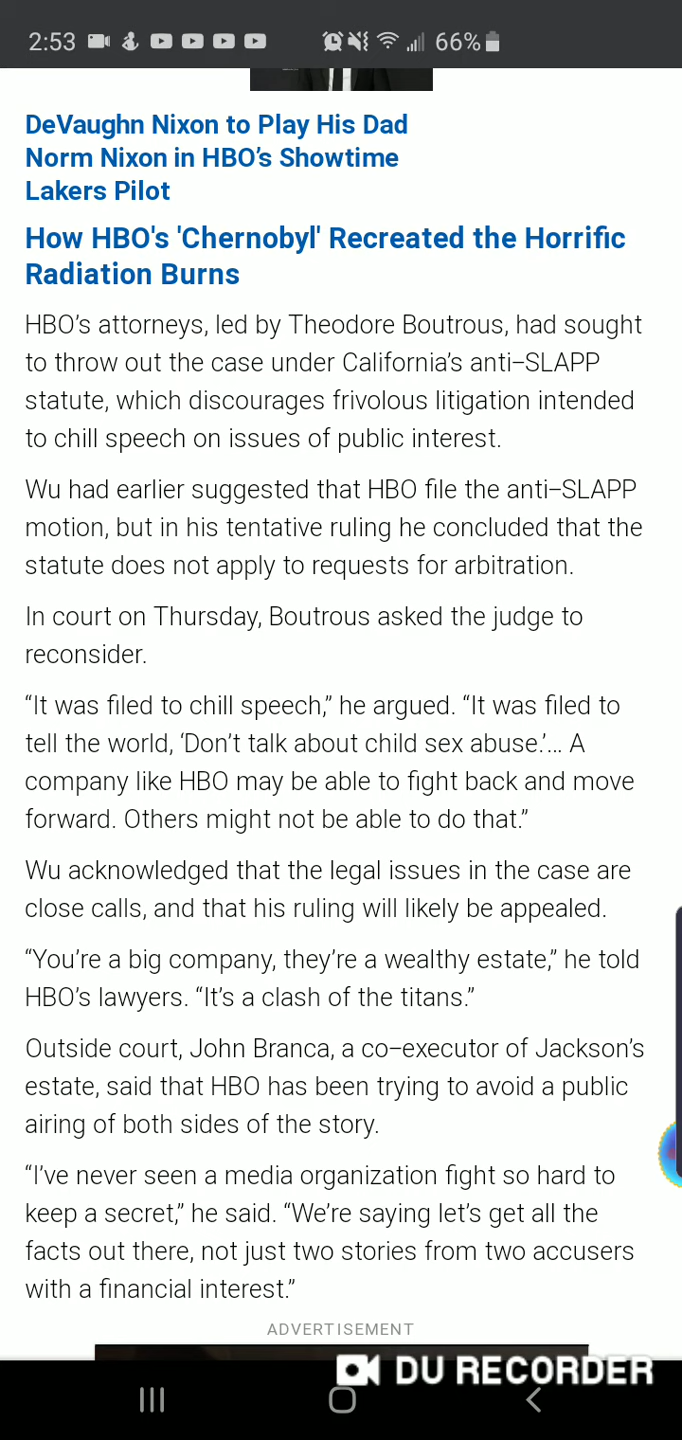 2:53 66%
DeVaughn Nixon to Play His Dad
Norm Nixon in HBO’s Showtime
Lakers Pilot
How HBO's 'Chernobyl' Recreated the Horrific
Radiation Burns
HBO’s attorneys, led by Theodore Boutrous, had sought
to throw out the case under California’s anti–SLAPP
statute, which discourages frivolous litigation intended
to chill speech on issues of public interest.
Wu had earlier suggested that HBO file the anti–SLAPP
motion, but in his tentative ruling he concluded that the
statute does not apply to requests for arbitration.
In court on Thursday, Boutrous asked the judge to
reconsider.
“It was filed to chill speech,” he argued. “It was filed to
tell the world, ‘Don’t talk about child sex abuse.’... A
company like HBO may be able to fight back and move
forward. Others might not be able to do that.”
Wu acknowledged that the legal issues in the case are
close calls, and that his ruling will likely be appealed.
“You’re a big company, they’re a wealthy estate,” he told
HBO’s lawyers. “It’s a clash of the titans.”
Outside court, John Branca, a co–executor of Jackson’s
estate, said that HBO has been trying to avoid a public
airing of both sides of the story.
“I’ve never seen a media organization fight so hard to
keep a secret,” he said. “We’re saying let’s get all the
facts out there, not just two stories from two accusers
with a financial interest.”
ADVERTISEMENT
DU RECORDER